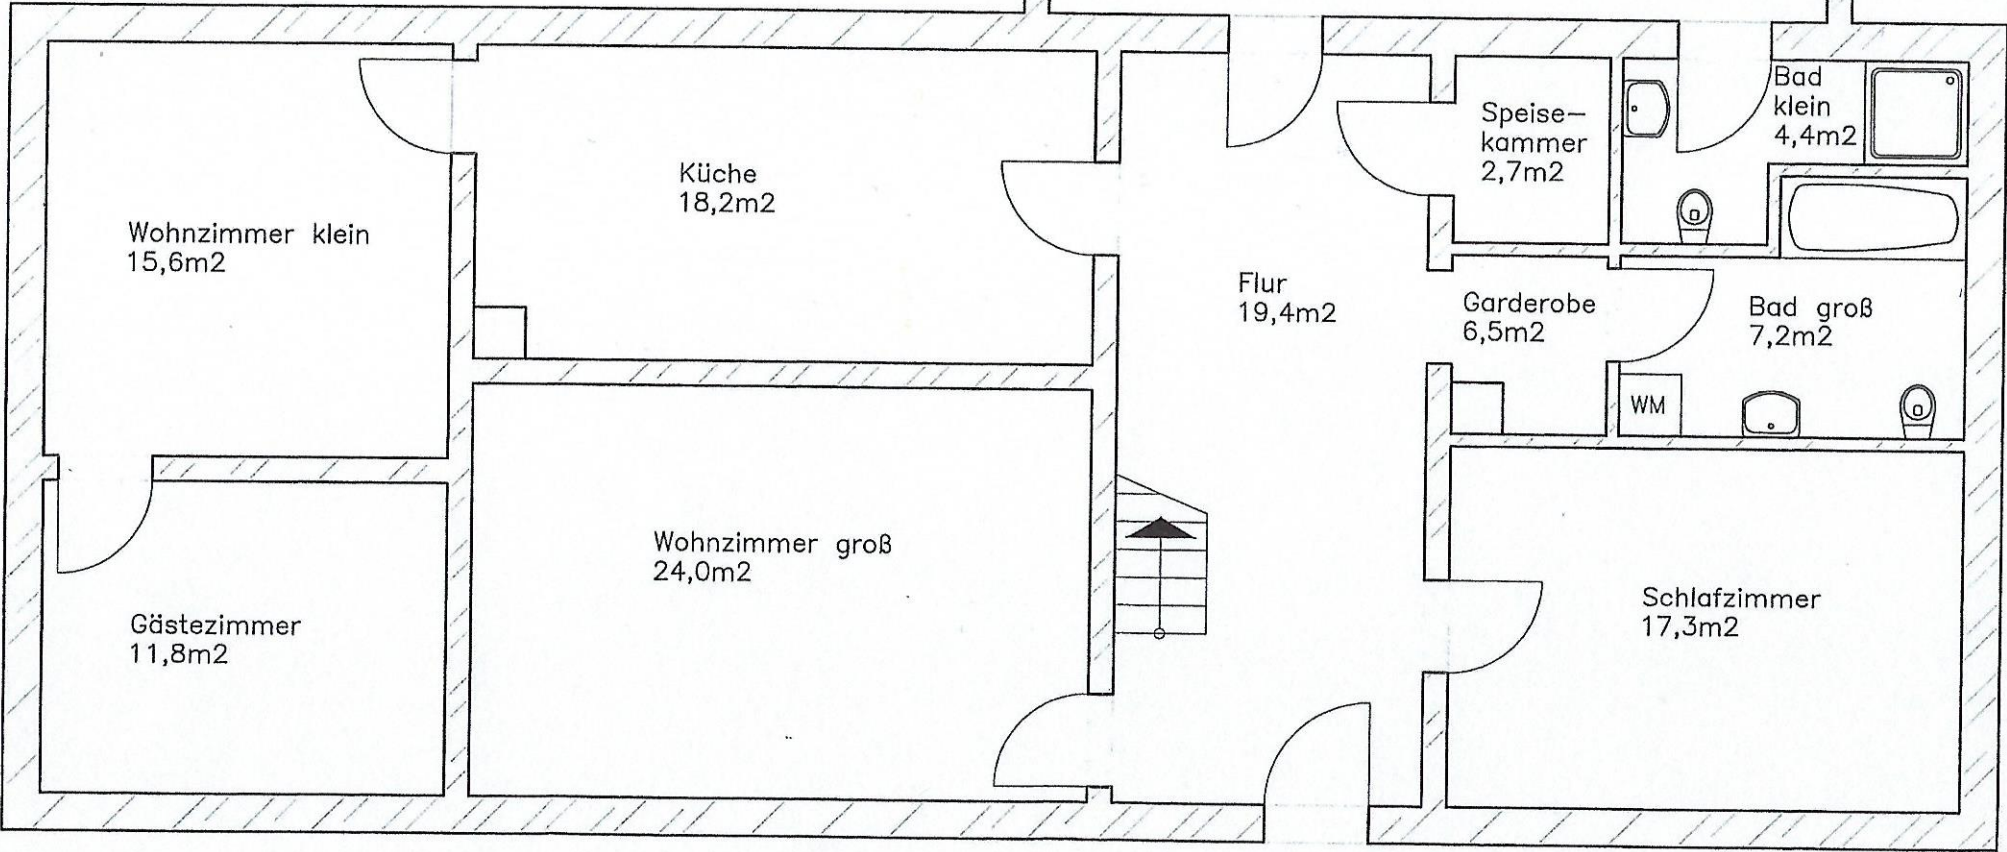 Wohnzimmer klein
15,6m2
Küche
18,2m2
Speise-
kammer
2,7m2
Bad
klein
4,4m2
Flur
19,4m2
Garderobe
6,5m2
Bad groß
7,2m2
WM
Gästezimmer
11,8m2
Wohnzimmer groß
24,0m2
Schlafzimmer
17,3m2